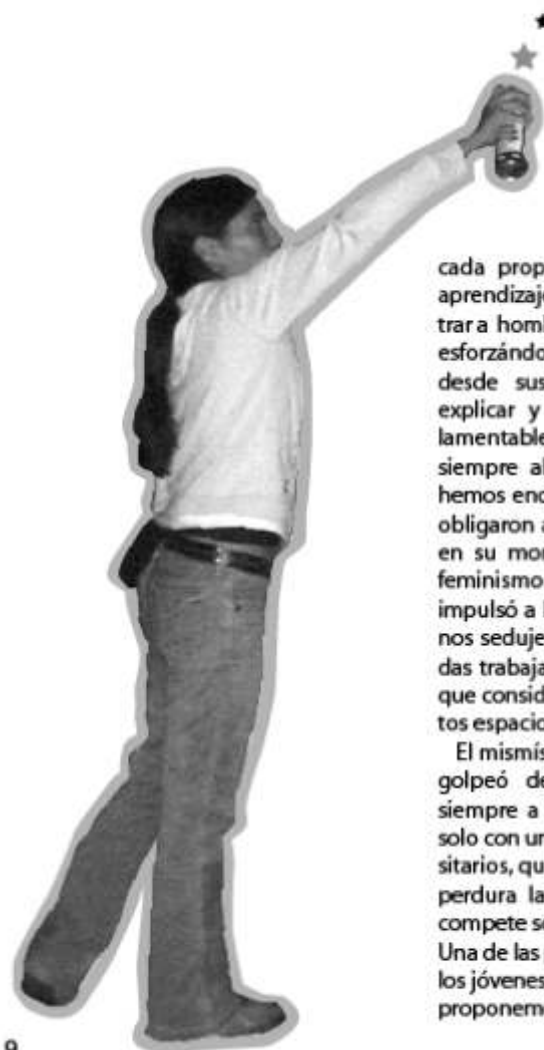 cada prop
aprendizaje
trar a homb
esforzándo
desde sus
explicar y
lamentable
siempre al
hemos enc
obligaron a
en su mor
feminismo
impulsó a l
nos seduje
das trabaja
que consid
tos espacio
El mismís
golpeó de
siempre a
solo con un
sitarios, qu
perdura la
compete so
Una de las
los jóvenes
proponemo
9